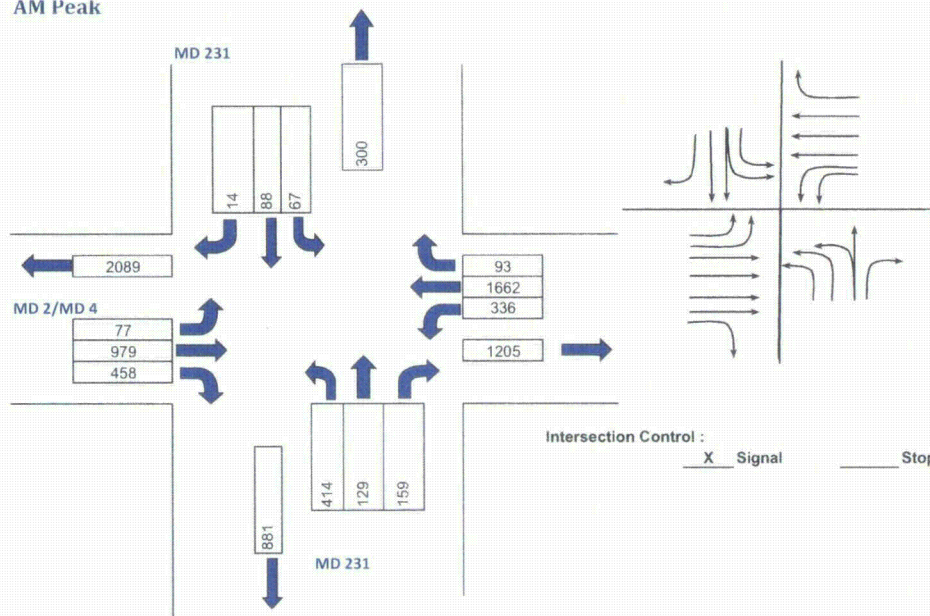 AM Peak
MD 231
300
14 88 67
2089
93
1662
336
MD 2/MD 4
77
979
458
1205
414 129 159
881
MD 231
Intersection Control :
X Signal Stop